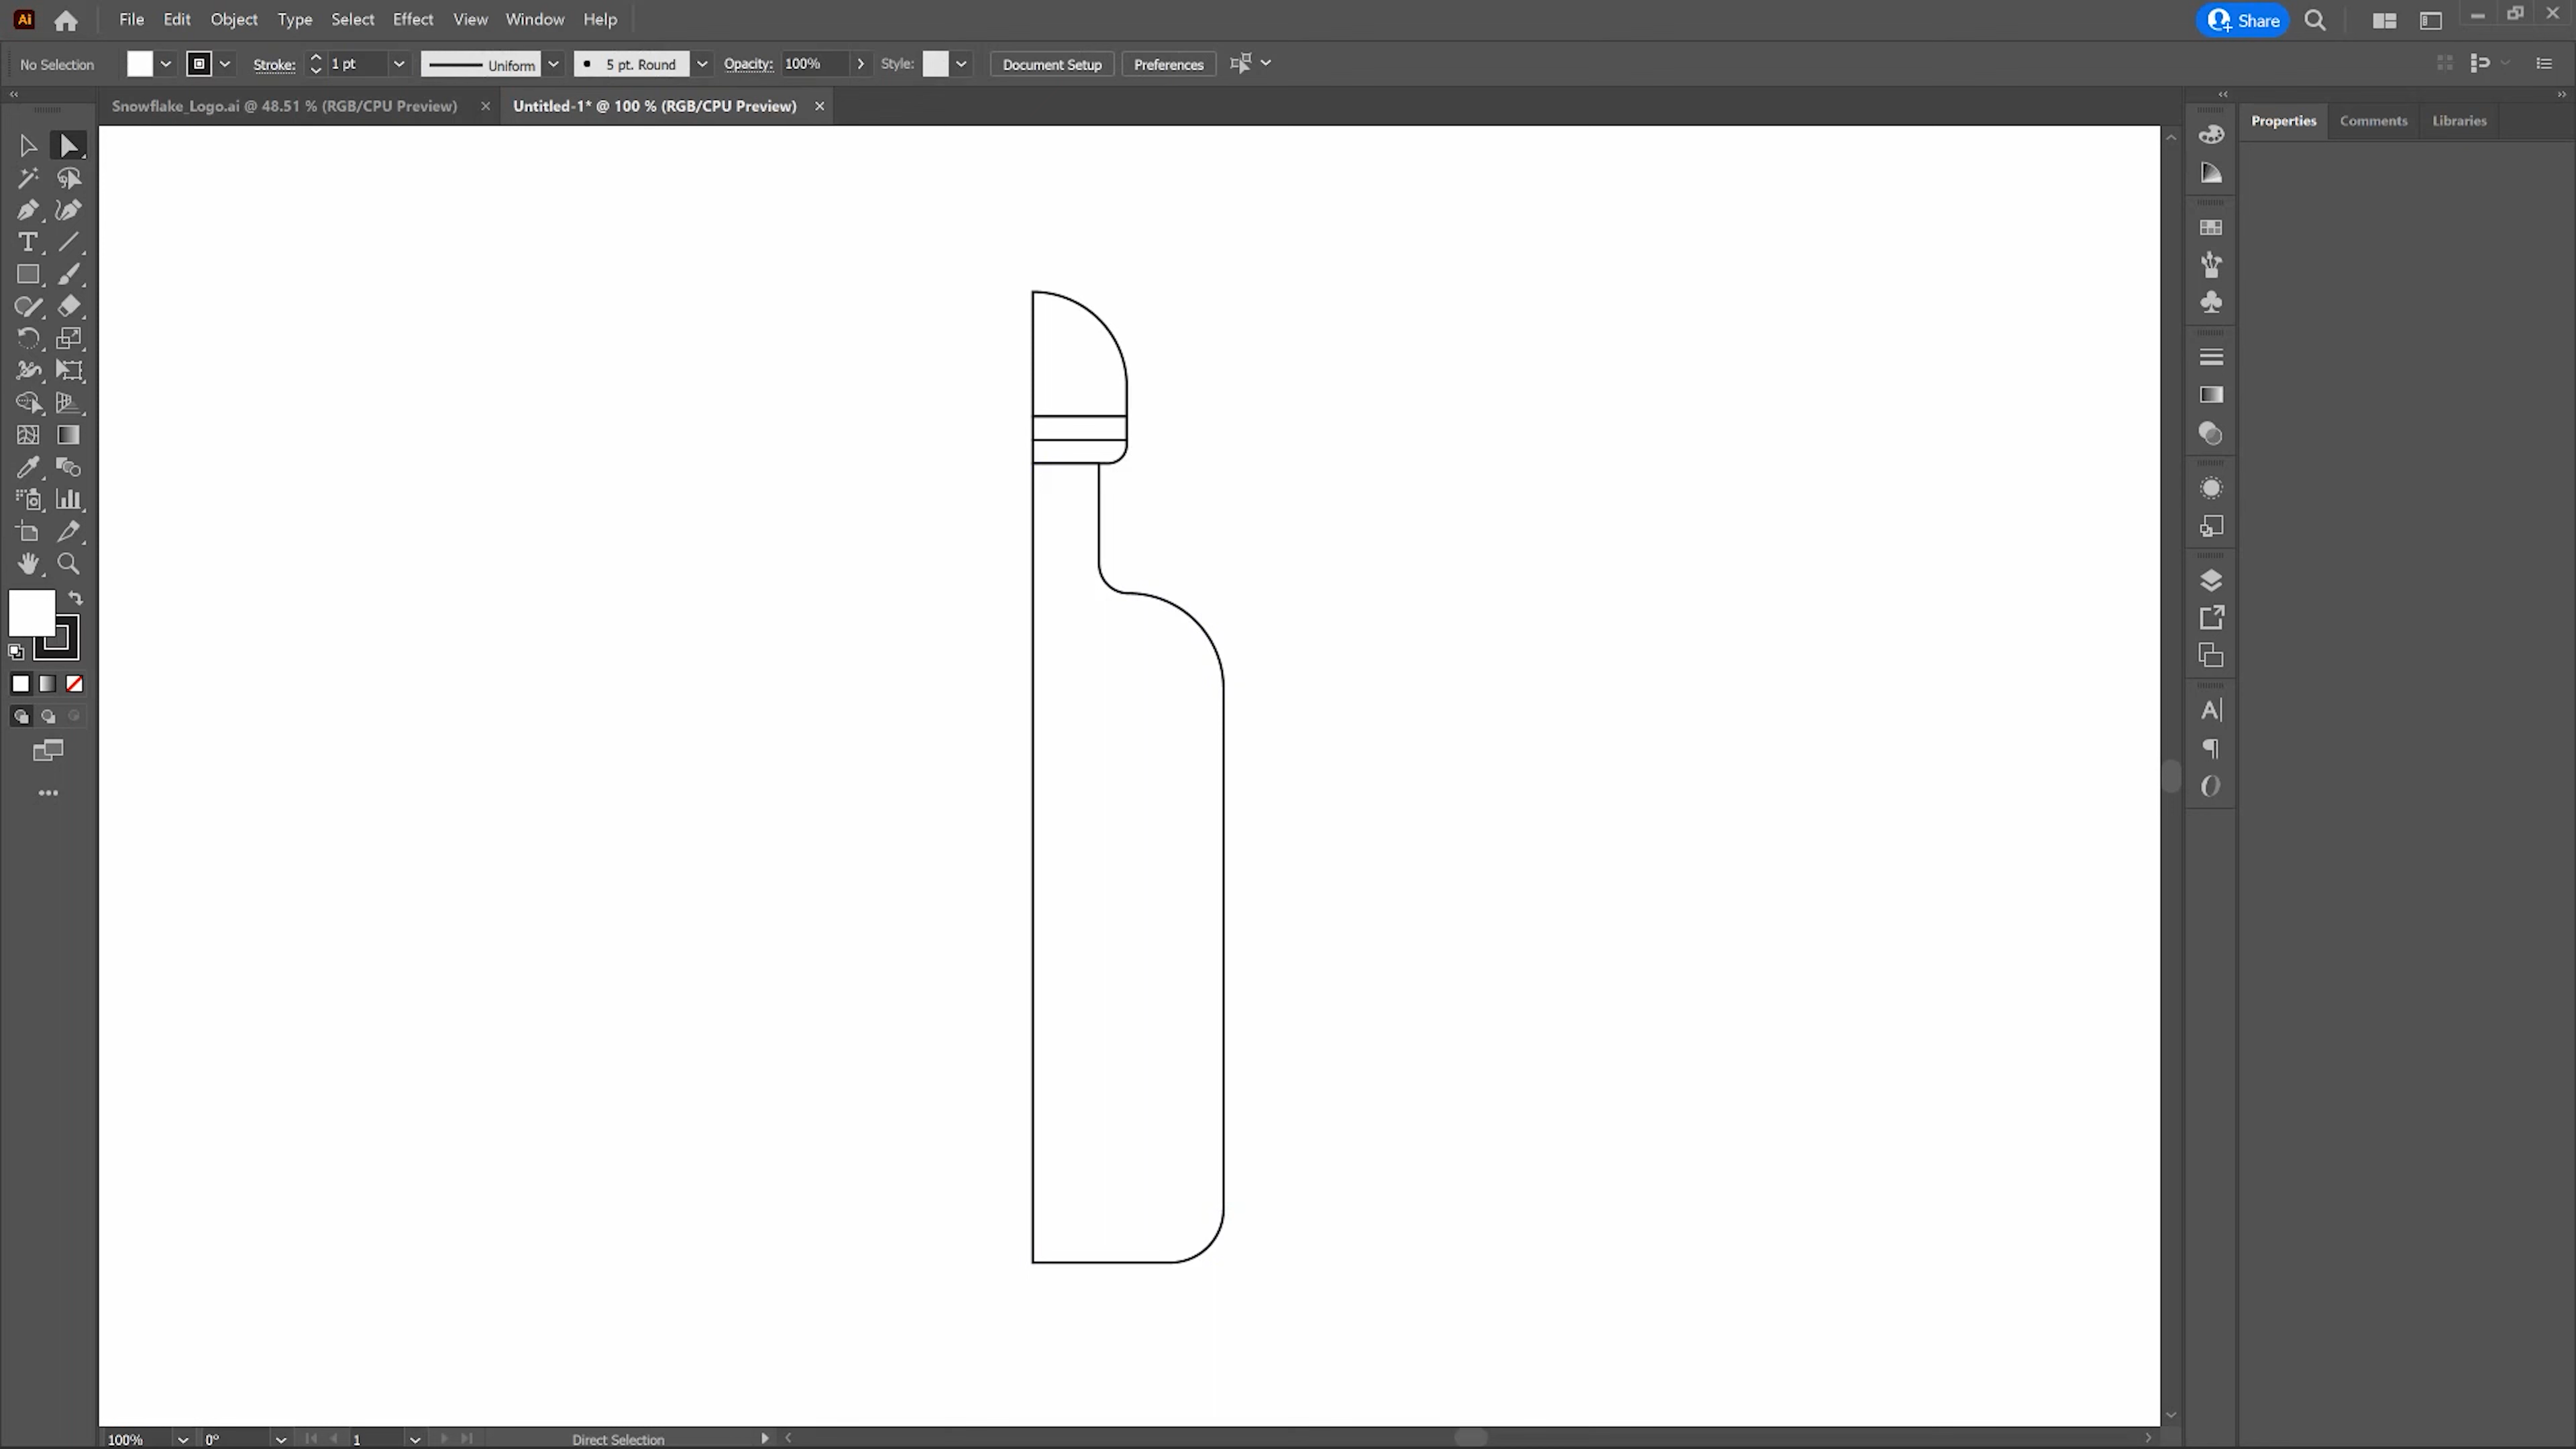 Ai File Edit Object Type Select Effect View Window Help Share
No Selection Stroke: 1 pt Uniform 5 pt. Round Opacity: 100% Style: Document Setup Preferences
Snowflake_Logo.ai @ 48.51 % (RGB/CPU Preview) Untitled-1* @ 100 % (RGB/CPU Preview)
Properties Comments Libraries
100% 0° 1 Direct Selection